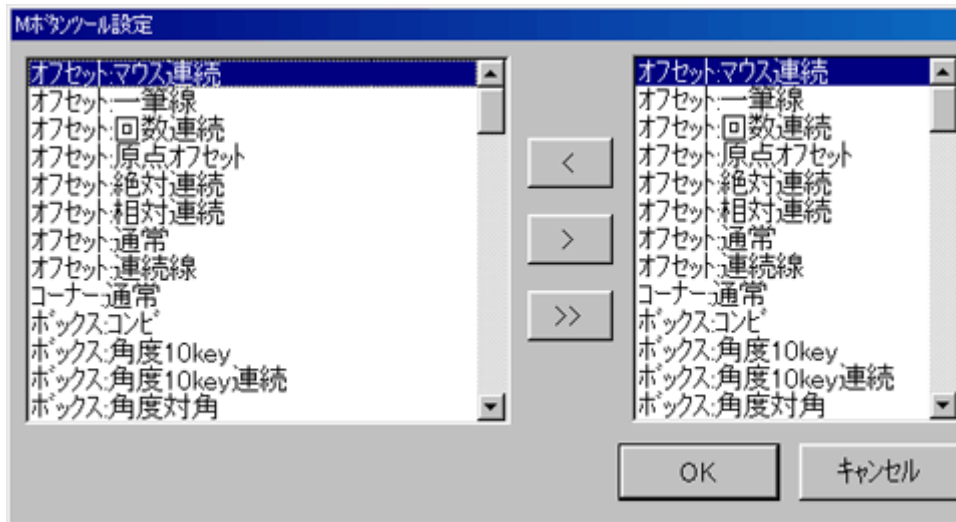 Mボタンツール設定
オフセット:マウス連続
オフセット:一筆線
オフセット:回数連続
オフセット:原点オフセット
オフセット:絶対連続
オフセット:相対連続
オフセット:通常
オフセット:連続線
コーナー:通常
ボックス:コンビ
ボックス:角度10key
ボックス:角度10key連続
ボックス:角度対角
<
>
>>
オフセット:マウス連続
オフセット:一筆線
オフセット:回数連続
オフセット:原点オフセット
オフセット:絶対連続
オフセット:相対連続
オフセット:通常
オフセット:連続線
コーナー:通常
ボックス:コンビ
ボックス:角度10key
ボックス:角度10key連続
ボックス:角度対角
OK
キャンセル